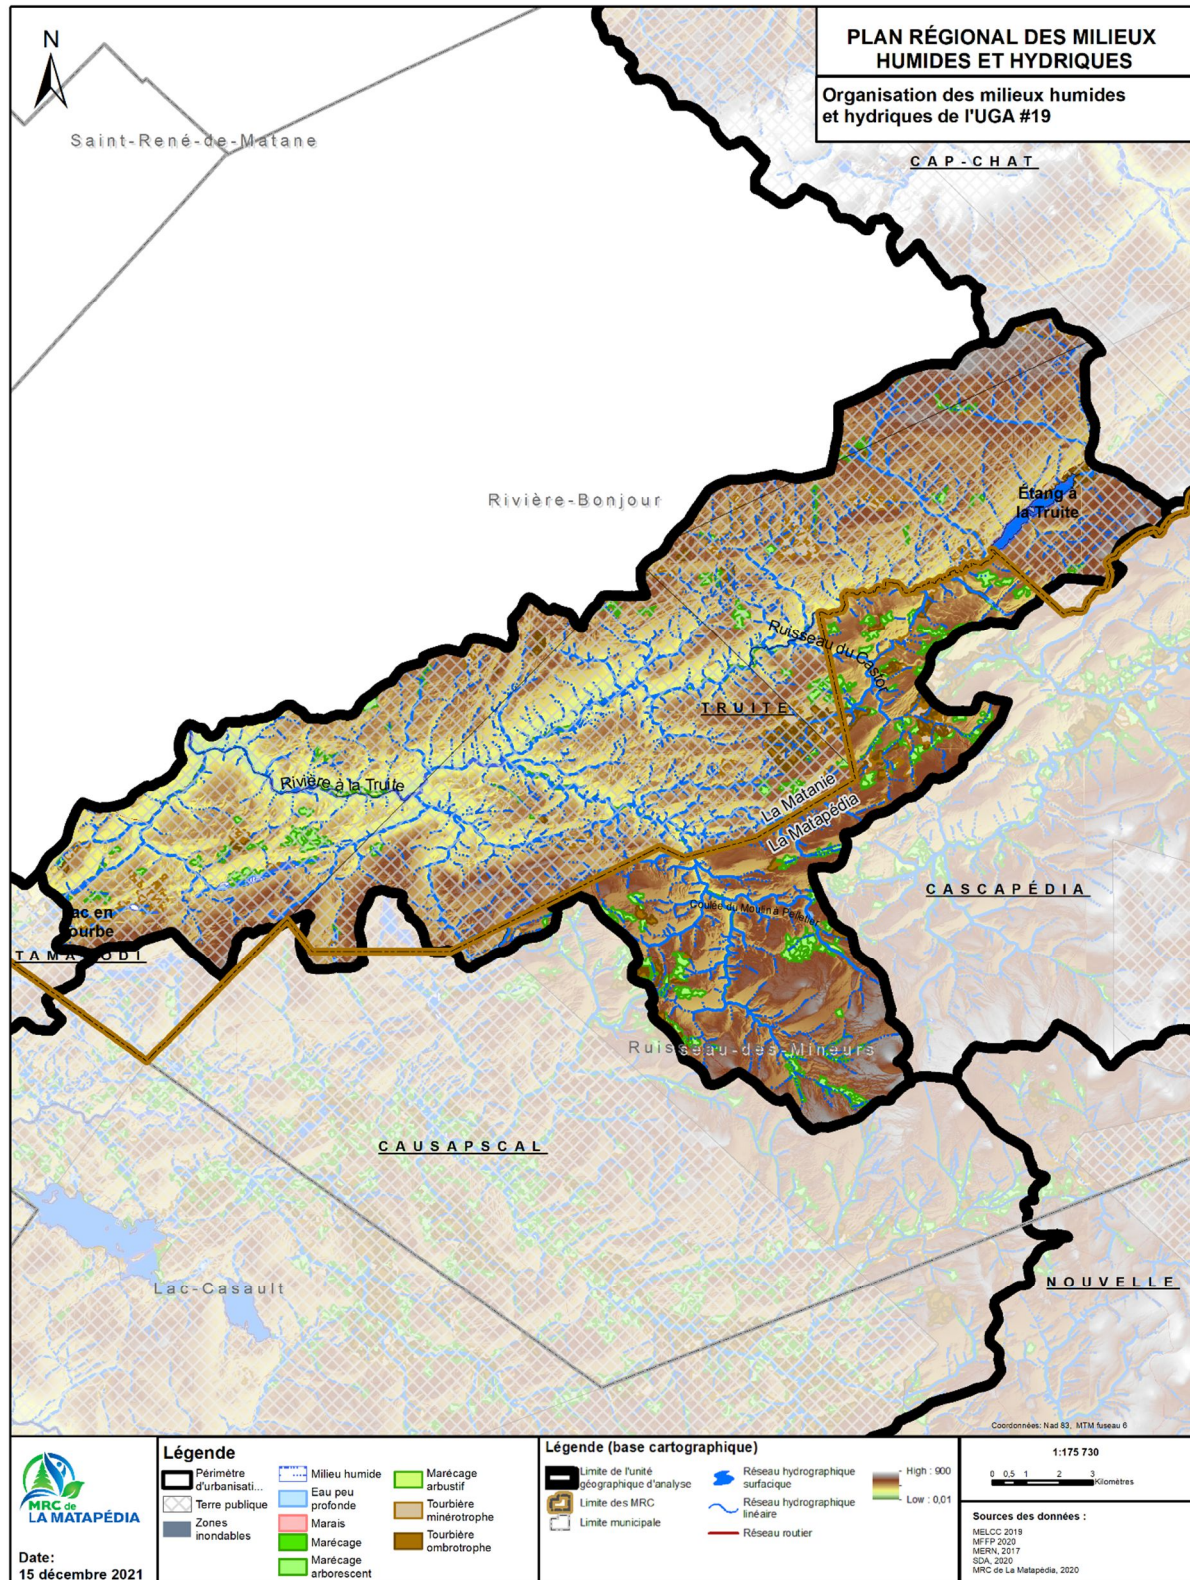 PLAN RÉGIONAL DES MILIEUX
HUMIDES ET HYDRIQUES
Organisation des milieux humides
et hydriques de l'UGA #19
N
Saint-René-de-Matane
CAP-CHAT
Rivière-Bonjour
Étang à
la Truite
Ruisseau du Castor
TRUITE
Rivière à la Truite
La Matanie
La Matapédia
CASCAPÉDIA
Coulée du Moulin à Pelletier
ac en
ourbe
Ruisseau-des-Mineurs
CAUSAPSCAL
Lac-Casault
NOUVELLE
Coordonnées: Nad 83, MTM fuseau 6
MRC de
LA MATAPÉDIA
Date:
15 décembre 2021
Légende
Périmètre
d'urbanisati...
Terre publique
Zones
inondables
Milieu humide
Eau peu
profonde
Marais
Marécage
Marécage
arborescent
Marécage
arbustif
Tourbière
minérotrophe
Tourbière
ombrotrophe
Légende (base cartographique)
Limite de l'unité
géographique d'analyse
Limite des MRC
Limite municipale
Réseau hydrographique
surfacique
Réseau hydrographique
linéaire
Réseau routier
High : 900
Low : 0,01
1:175 730
0 0,5 1 2 3
Kilomètres
Sources des données :
MELCC 2019
MFFP 2020
MERN, 2017
SDA, 2020
MRC de La Matapédia, 2020